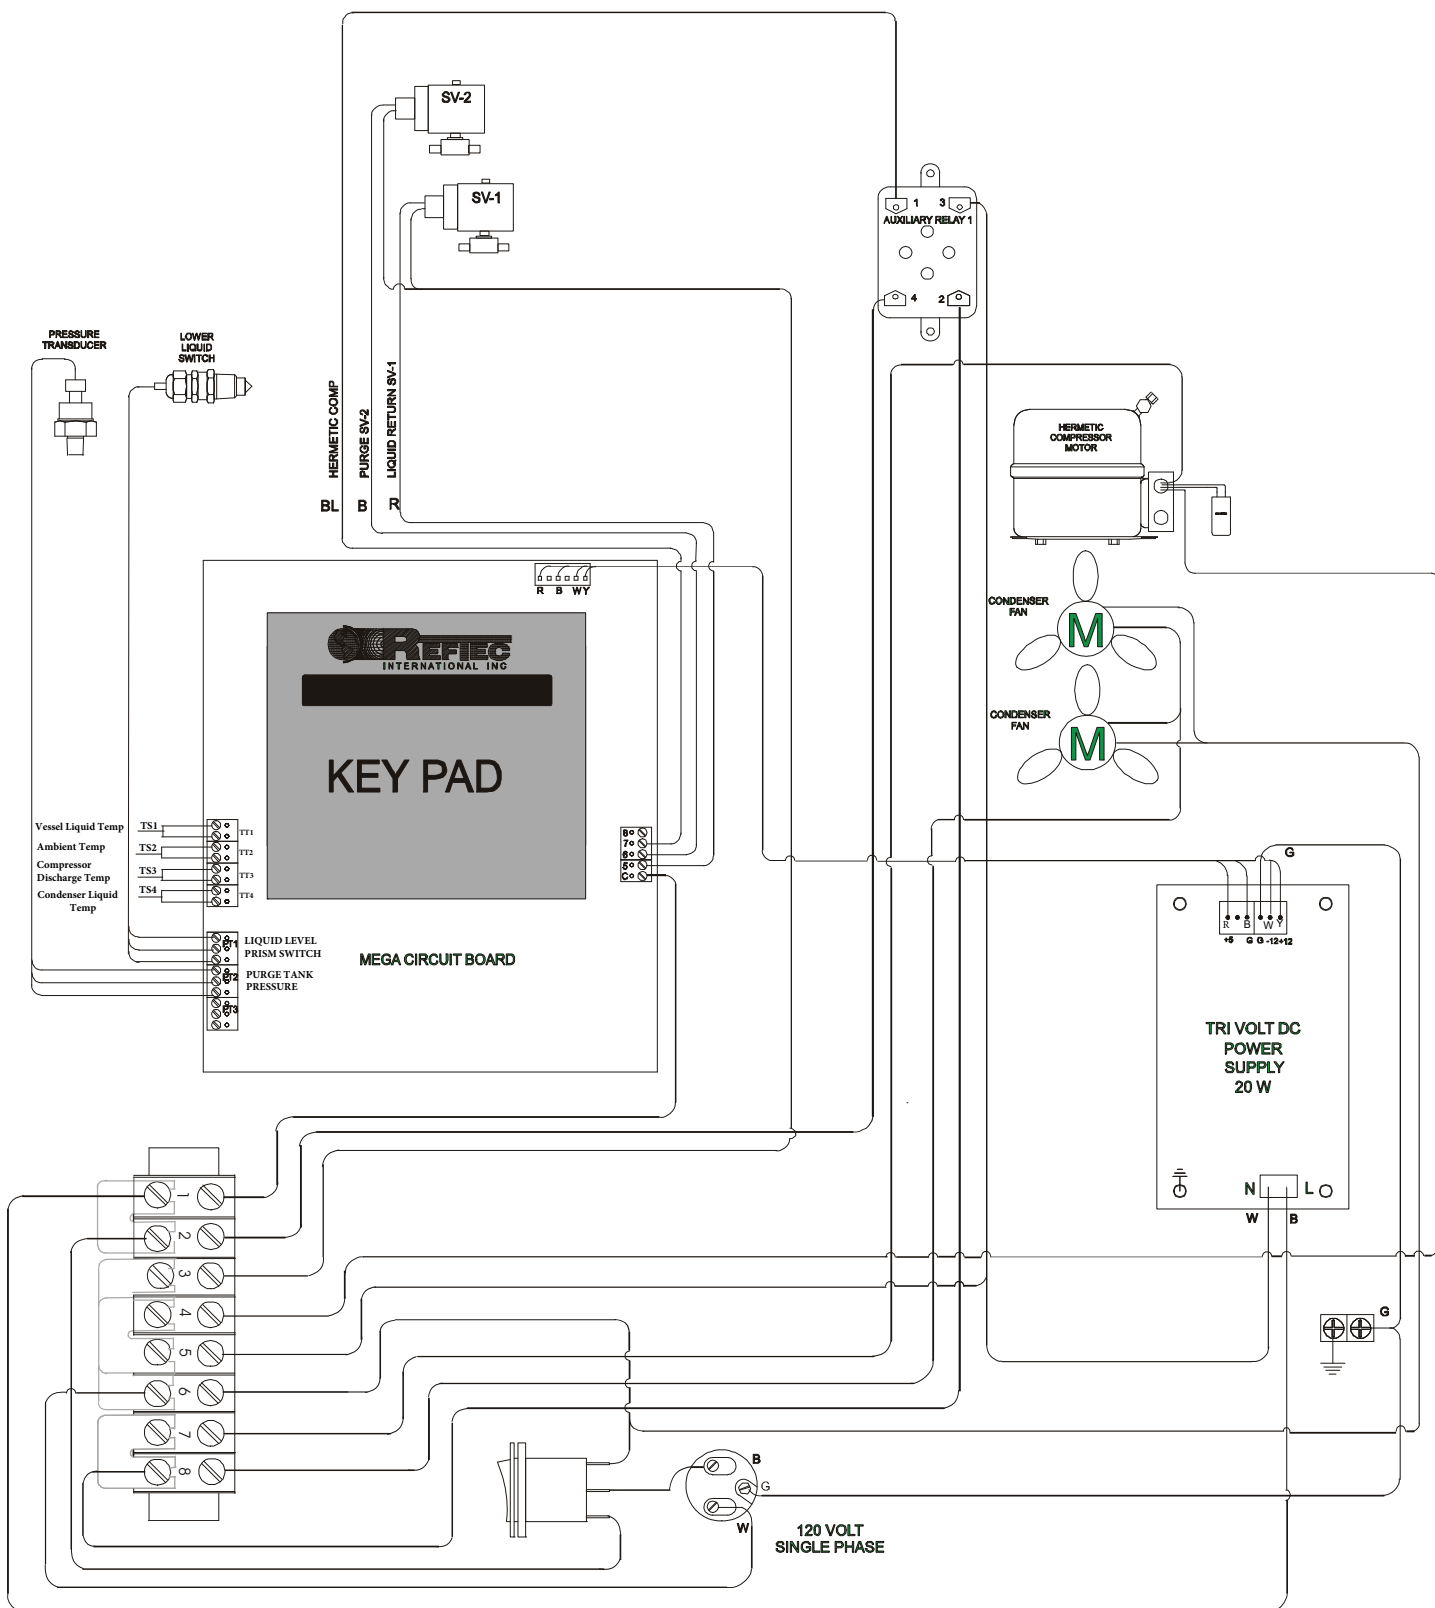 SV-2
SV-1
1 3
AUXILIARY RELAY 1
4 2
PRESSURE
TRANSDUCER
LOWER
LIQUID
SWITCH
HERMETIC COMP
PURGE SV-2
LIQUID RETURN SV-1
BL B R
HERMETIC
COMPRESSOR
MOTOR
R B W Y
CONDENSER
FAN
M
CONDENSER
FAN
M
REFTEC
INTERNATIONAL INC
KEY PAD
Vessel Liquid Temp TS1 TT1
Ambient Temp TS2 TT2
Compressor
Discharge Temp TS3 TT3
Condenser Liquid
Temp TS4 TT4
8
7
6
5
C
PT1 LIQUID LEVEL
PRISM SWITCH
PT2 PURGE TANK
PRESSURE
PT3
MEGA CIRCUIT BOARD
G
R B W Y
+5 G G -12 +12
TRI VOLT DC
POWER
SUPPLY
20 W
N L
W B
G
1
2
3
4
5
6
7
8
B
G
W
120 VOLT
SINGLE PHASE